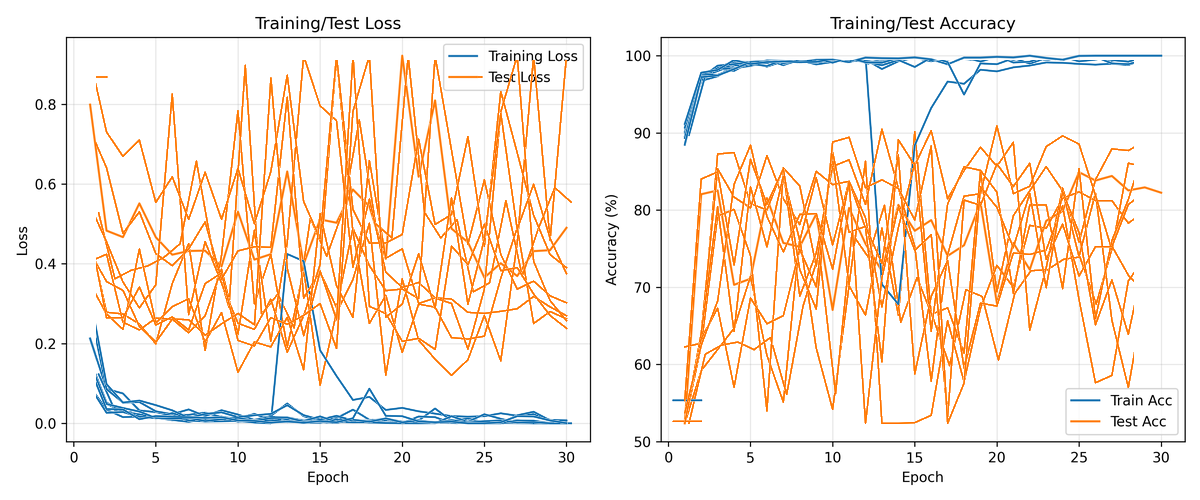 Training/Test Loss
Training Loss
Test Loss
0.8
0.6
0.4
0.2
0.0
Loss
0 5 10 15 20 25 30
Epoch
Training/Test Accuracy
100
90
80
70
60
50
Accuracy (%)
Train Acc
Test Acc
0 5 10 15 20 25 30
Epoch